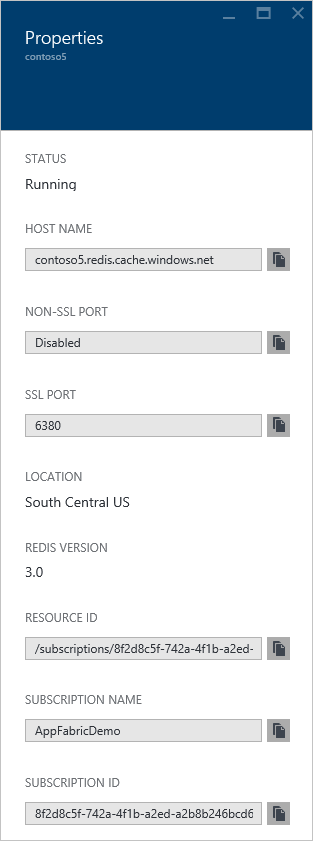 Properties
contoso5
STATUS
Running
HOST NAME
contoso5.redis.cache.windows.net
NON-SSL PORT
Disabled
SSL PORT
6380
LOCATION
South Central US
REDIS VERSION
3.0
RESOURCE ID
/subscriptions/8f2d8c5f-742a-4f1b-a2ed-
SUBSCRIPTION NAME
AppFabricDemo
SUBSCRIPTION ID
8f2d8c5f-742a-4f1b-a2ed-a2b8b246bcd6